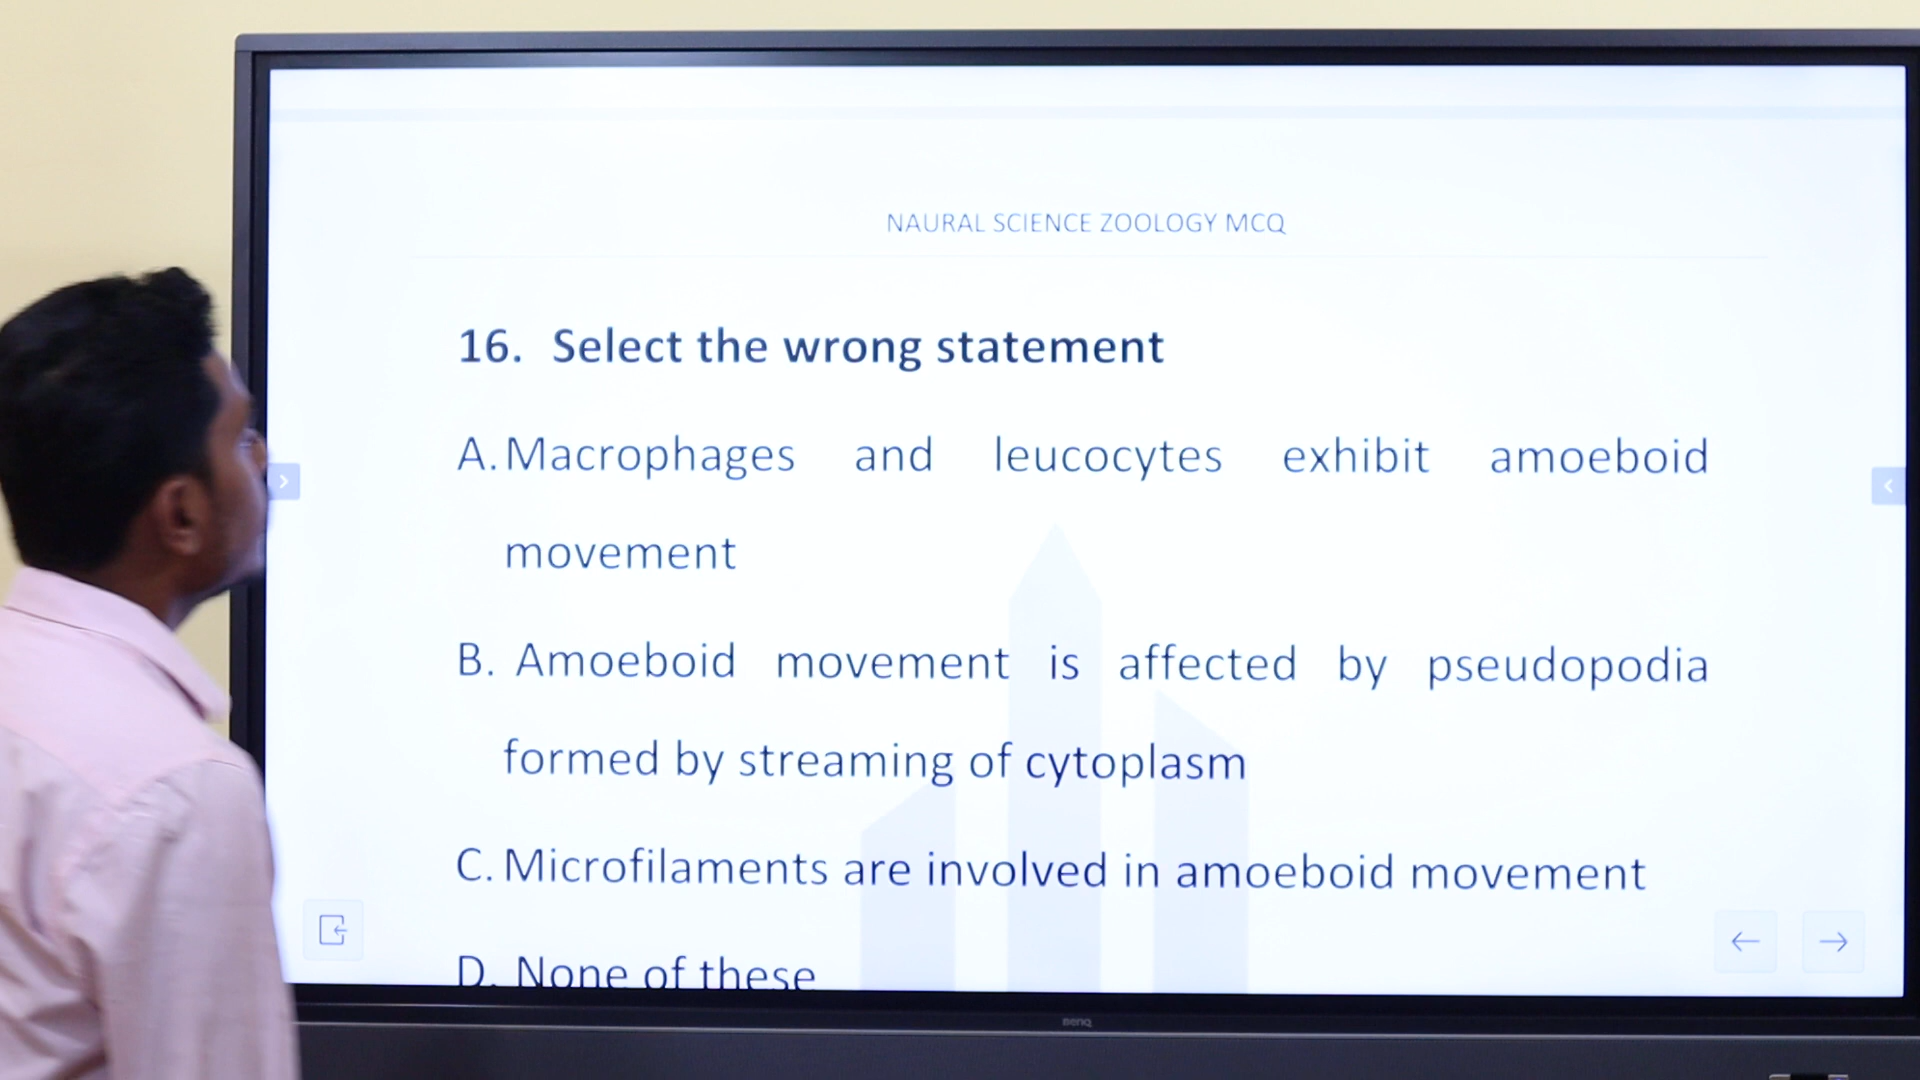 NAURAL SCIENCE ZOOLOGY MCQ
16. Select the wrong statement
A. Macrophages and leucocytes exhibit amoeboid
movement
B. Amoeboid movement is affected by pseudopodia
formed by streaming of cytoplasm
C. Microfilaments are involved in amoeboid movement
D. None of these
BenQ